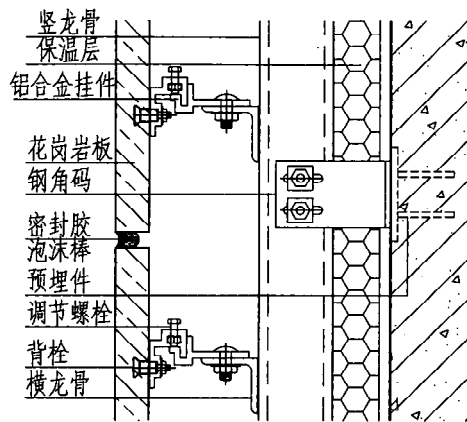 竖龙骨
保温层
铝合金挂件
花岗岩板
钢角码
密封胶
泡沫棒
预埋件
调节螺栓
背栓
横龙骨